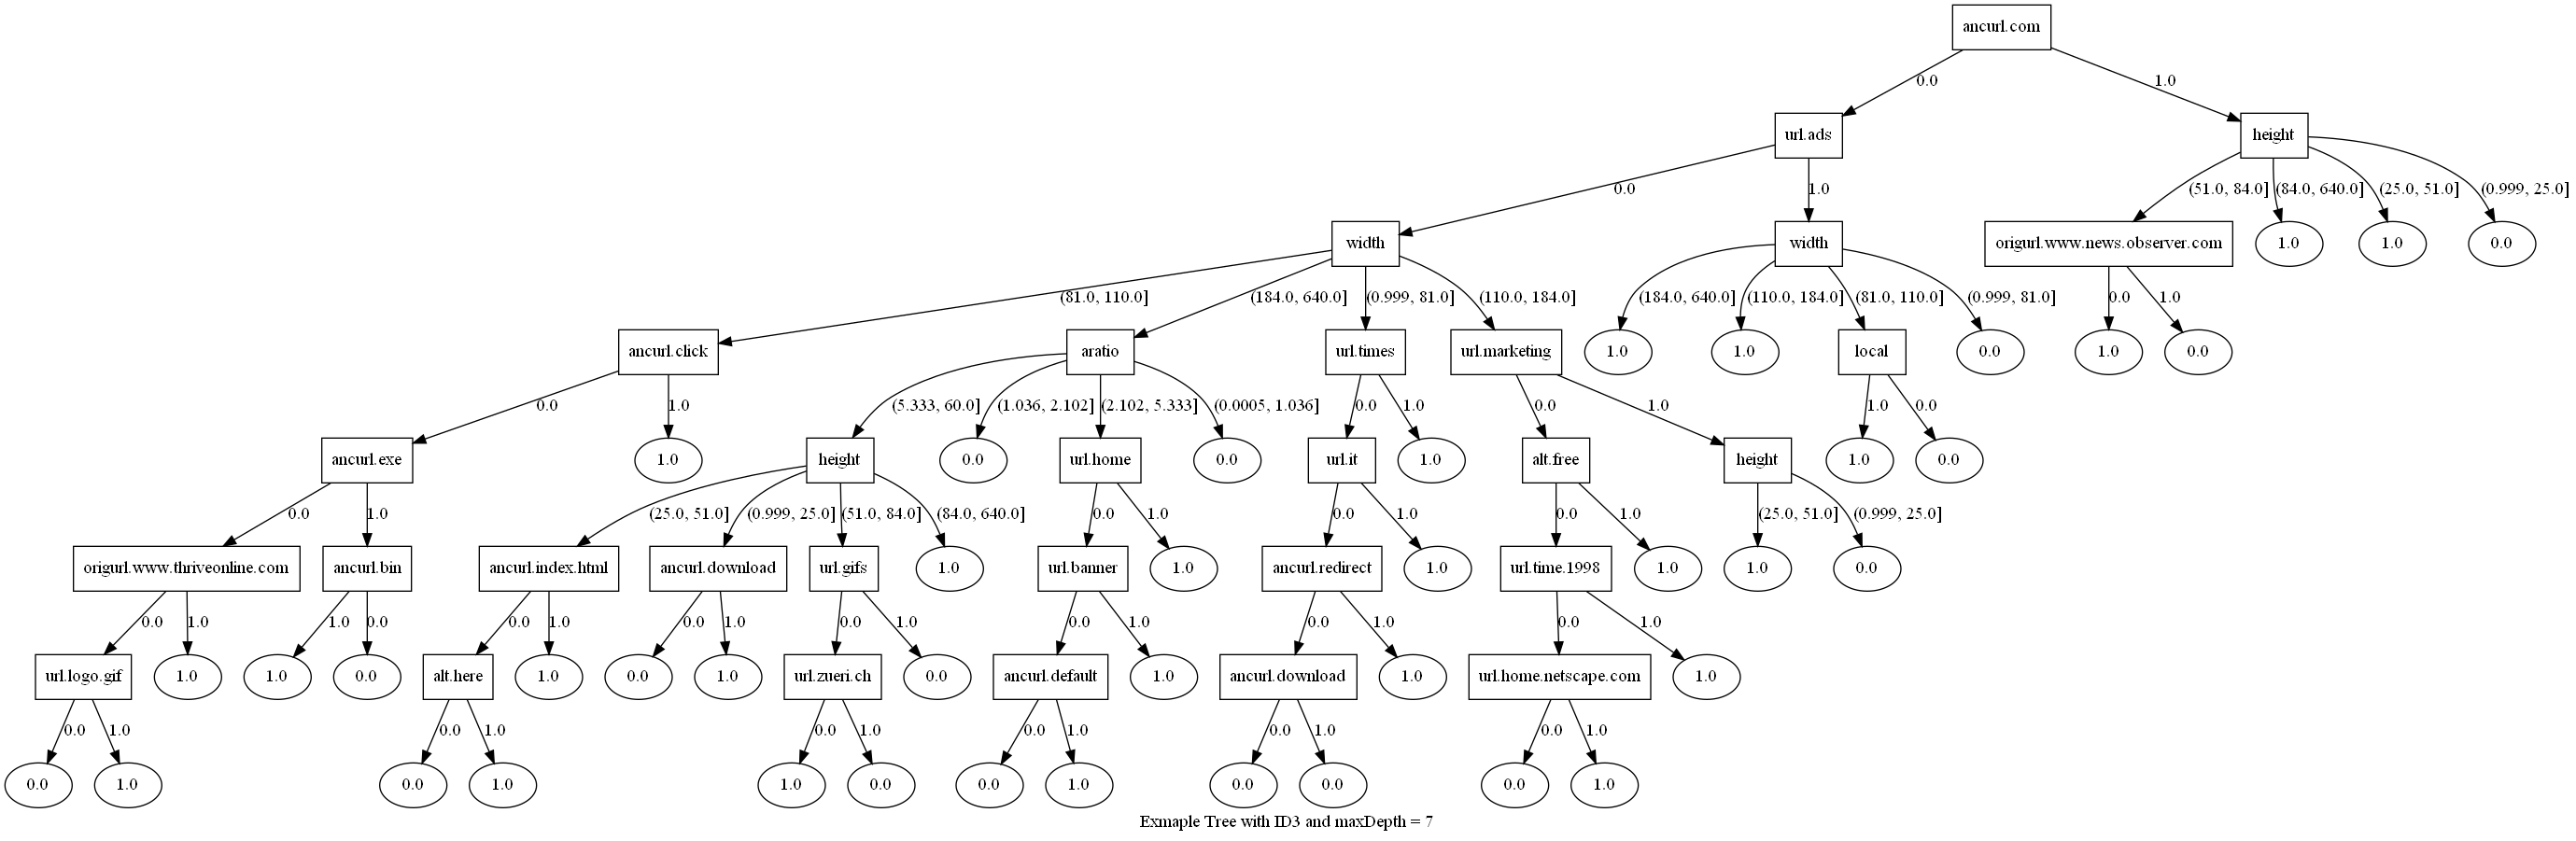 ancurl.com
0.0 1.0
url.ads height
0.0 1.0 (51.0, 84.0] (84.0, 640.0] (25.0, 51.0] (0.999, 25.0]
width width origurl.www.news.observer.com 1.0 1.0 0.0
(81.0, 110.0] (184.0, 640.0] (0.999, 81.0] (110.0, 184.0] (184.0, 640.0] (110.0, 184.0] (81.0, 110.0] (0.999, 81.0] 0.0 1.0
ancurl.click aratio url.times url.marketing 1.0 1.0 local 0.0 1.0 0.0
0.0 1.0 (5.333, 60.0] (1.036, 2.102] (2.102, 5.333] (0.0005, 1.036] 0.0 1.0 0.0 1.0 1.0 0.0
ancurl.exe 1.0 height 0.0 url.home 0.0 url.it 1.0 alt.free height 1.0 0.0
0.0 1.0 (25.0, 51.0] (0.999, 25.0] (51.0, 84.0] (84.0, 640.0] 0.0 1.0 0.0 1.0 0.0 1.0 (25.0, 51.0] (0.999, 25.0]
origurl.www.thriveonline.com ancurl.bin ancurl.index.html ancurl.download url.gifs 1.0 url.banner 1.0 ancurl.redirect 1.0 url.time.1998 1.0 1.0 0.0
0.0 1.0 1.0 0.0 0.0 1.0 0.0 1.0 0.0 1.0 0.0 1.0 0.0 1.0 0.0 1.0
url.logo.gif 1.0 1.0 0.0 alt.here 1.0 0.0 1.0 url.zueri.ch 0.0 ancurl.default 1.0 ancurl.download 1.0 url.home.netscape.com 1.0
0.0 1.0 0.0 1.0 0.0 1.0 0.0 1.0 0.0 1.0 0.0 1.0
0.0 1.0 0.0 1.0 1.0 0.0 0.0 1.0 0.0 0.0 0.0 1.0
Exmaple Tree with ID3 and maxDepth = 7